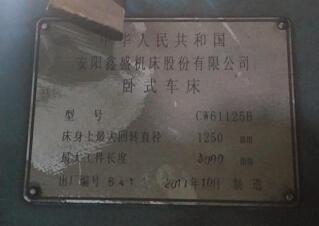 中华人民共和国
安阳鑫盛机床股份有限公司
卧式车床
型号 CW61125B
床身上最大回转直径 1250 mm
最大工件长度 3000 mm
出厂编号 641 2011年10月 制造